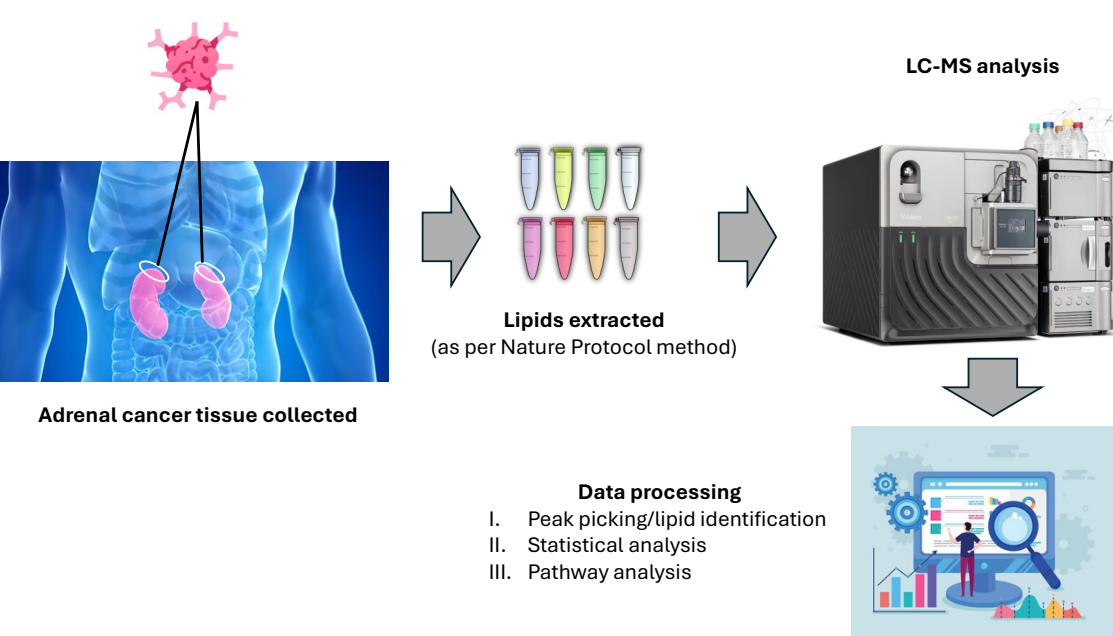 LC-MS analysis
Lipids extracted
(as per Nature Protocol method)
Adrenal cancer tissue collected
Data processing
I. Peak picking/lipid identification
II. Statistical analysis
III. Pathway analysis